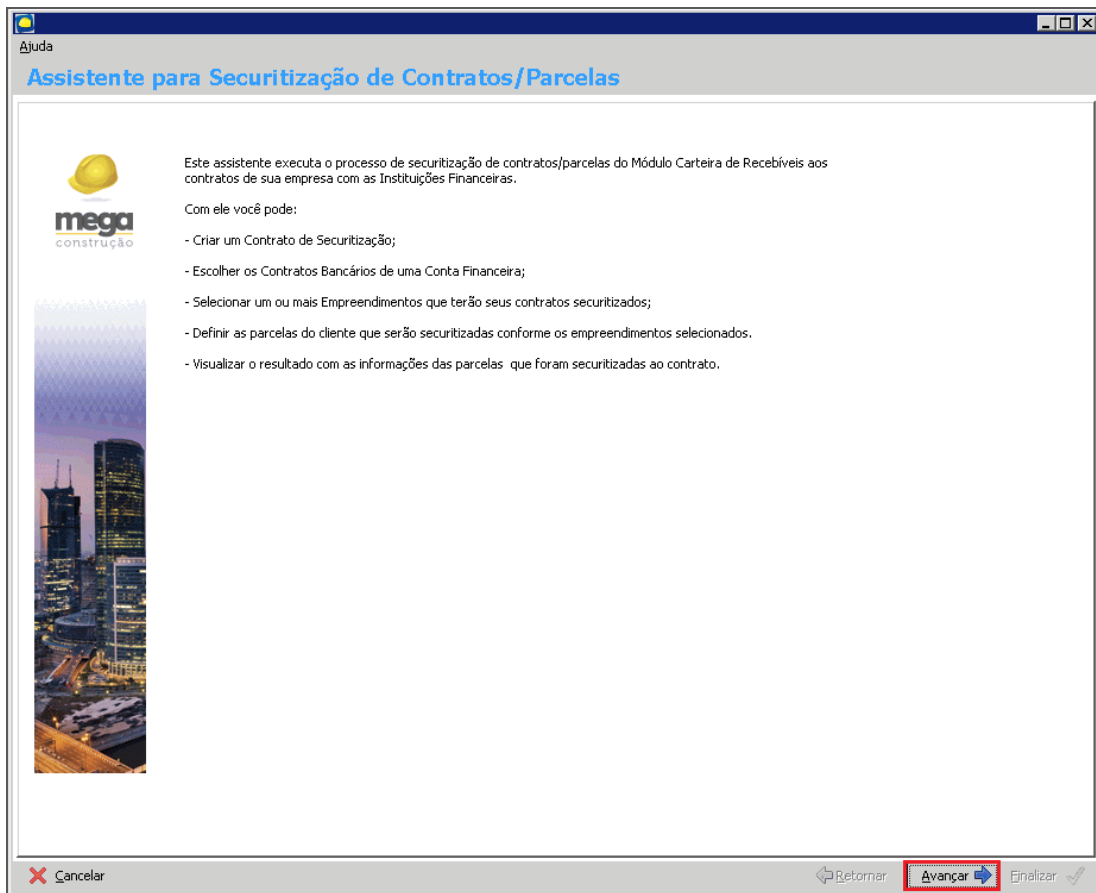 Ajuda
Assistente para Securitização de Contratos/Parcelas
mega
construção
Este assistente executa o processo de securitização de contratos/parcelas do Módulo Carteira de Recebíveis aos
contratos de sua empresa com as Instituições Financeiras.
Com ele você pode:
- Criar um Contrato de Securitização;
- Escolher os Contratos Bancários de uma Conta Financeira;
- Selecionar um ou mais Empreendimentos que terão seus contratos securitizados;
- Definir as parcelas do cliente que serão securitizadas conforme os empreendimentos selecionados.
- Visualizar o resultado com as informações das parcelas  que foram securitizadas ao contrato.
Cancelar
Retornar
Avançar
Finalizar